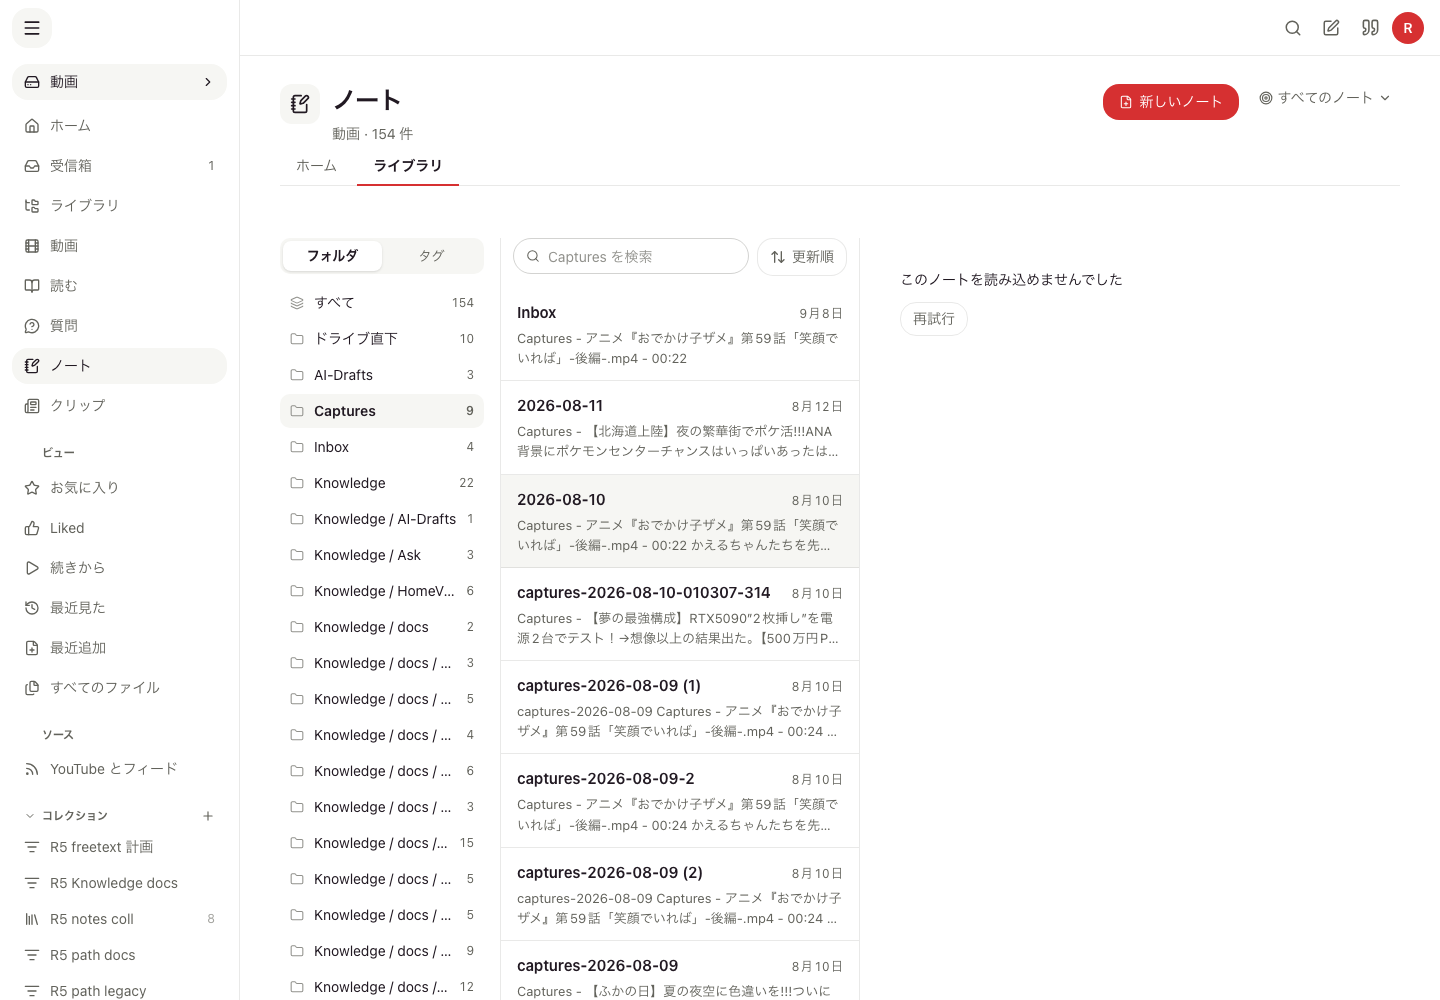 動画
ホーム
受信箱 1
ライブラリ
動画
読む
質問
ノート
クリップ
ビュー
お気に入り
Liked
続きから
最近見た
最近追加
すべてのファイル
ソース
YouTube とフィード
コレクション
R5 freetext 計画
R5 Knowledge docs
R5 notes coll 8
R5 path docs
R5 path legacy
R
ノート
動画 · 154 件
新しいノート
すべてのノート
ホーム ライブラリ
フォルダ タグ
すべて 154
ドライブ直下 10
AI-Drafts 3
Captures 9
Inbox 4
Knowledge 22
Knowledge / AI-Drafts 1
Knowledge / Ask 3
Knowledge / HomeV... 6
Knowledge / docs 2
Knowledge / docs / ... 3
Knowledge / docs / ... 5
Knowledge / docs / ... 4
Knowledge / docs / ... 6
Knowledge / docs / ... 3
Knowledge / docs /... 15
Knowledge / docs / ... 5
Knowledge / docs / ... 5
Knowledge / docs / ... 9
Knowledge / docs /... 12
Captures を検索
更新順
Inbox 9月8日
Captures - アニメ『おでかけ子ザメ』第59話「笑顔で
いれば」-後編-.mp4 - 00:22
2026-08-11 8月12日
Captures - 【北海道上陸】夜の繁華街でポケ活!!!ANA
背景にポケモンセンターチャンスはいっぱいあったは...
2026-08-10 8月10日
Captures - アニメ『おでかけ子ザメ』第59話「笑顔で
いれば」-後編-.mp4 - 00:22 かえるちゃんたちを先...
captures-2026-08-10-010307-314 8月10日
Captures - 【夢の最強構成】RTX5090”2枚挿し”を電
源2台でテスト！→想像以上の結果出た。【500万円P...
captures-2026-08-09 (1) 8月10日
captures-2026-08-09 Captures - アニメ『おでかけ子
ザメ』第59話「笑顔でいれば」-後編-.mp4 - 00:24 ...
captures-2026-08-09-2 8月10日
Captures - アニメ『おでかけ子ザメ』第59話「笑顔で
いれば」-後編-.mp4 - 00:24 かえるちゃんたちを先...
captures-2026-08-09 (2) 8月10日
captures-2026-08-09 Captures - アニメ『おでかけ子
ザメ』第59話「笑顔でいれば」-後編-.mp4 - 00:24 ...
captures-2026-08-09 8月10日
Captures - 【ふかの日】夏の夜空に色違いを!!!ついに
このノートを読み込めませんでした
再試行